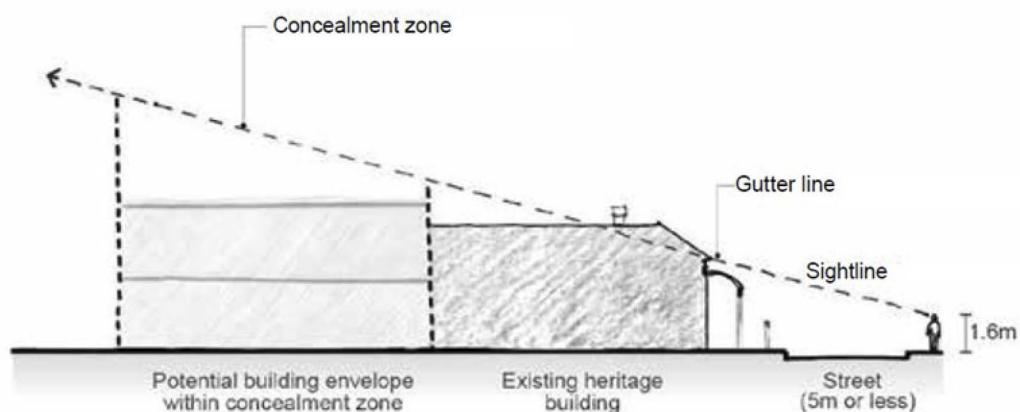 Concealment zone
Gutter line
Sightline
1.6m
Potential building envelope
within concealment zone
Existing heritage
building
Street
(5m or less)